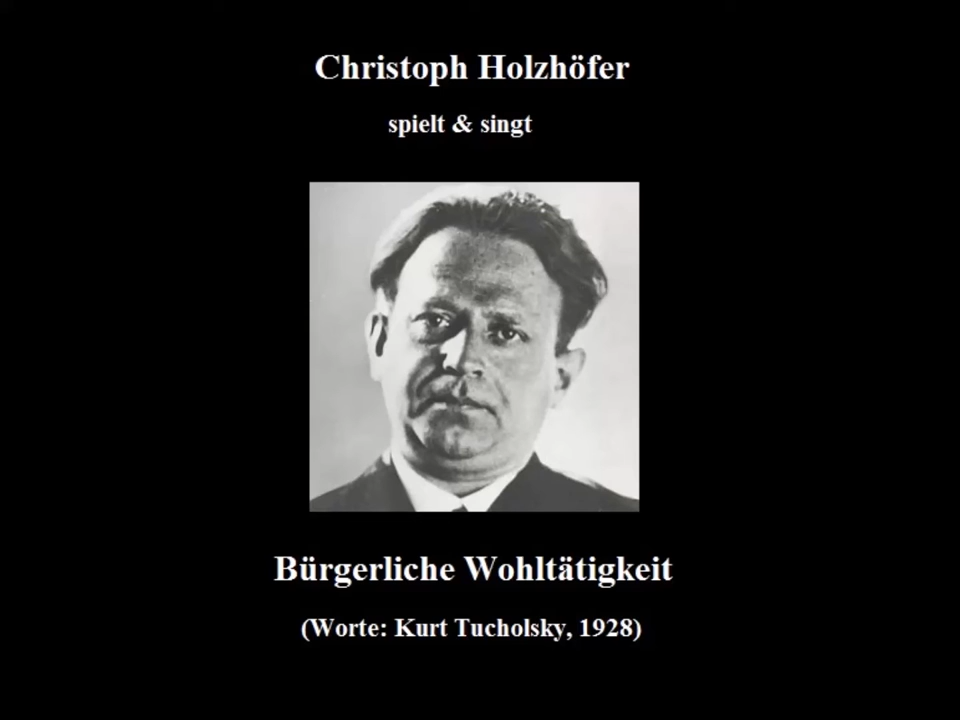 Christoph Holzhöfer
spielt & singt
Bürgerliche Wohltätigkeit
(Worte: Kurt Tucholsky, 1928)